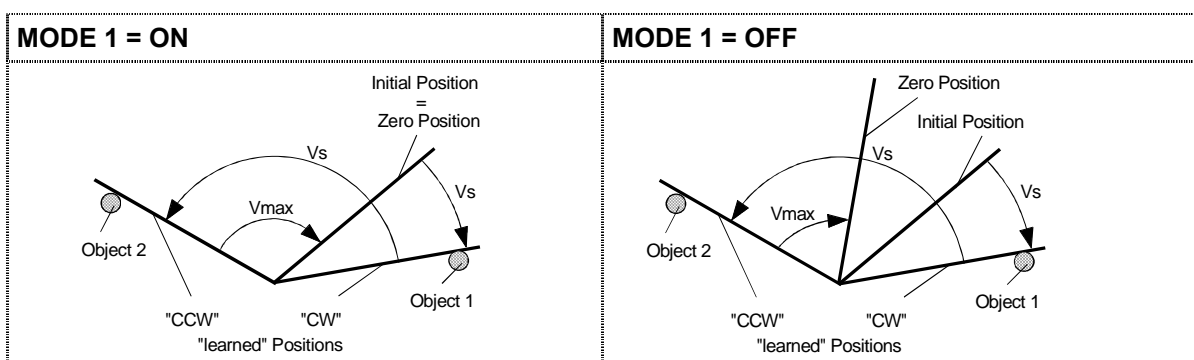 MODE 1 = ON
Initial Position
=
Zero Position
Vs
Vs
Vmax
Object 2
Object 1
"CCW"
"CW"
"learned" Positions
MODE 1 = OFF
Zero Position
Initial Position
Vs
Vs
Vmax
Object 2
Object 1
"CCW"
"CW"
"learned" Positions